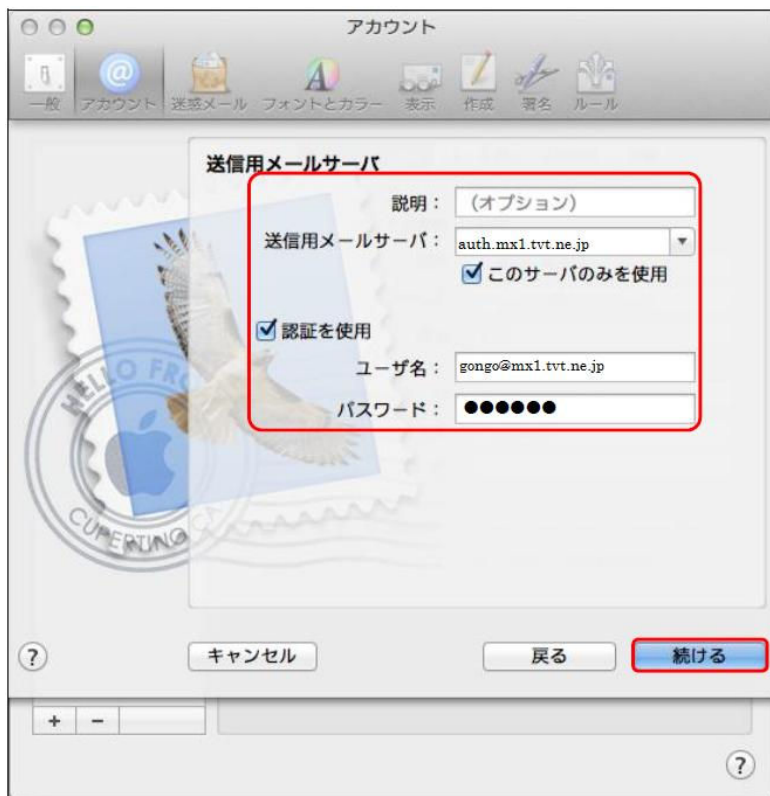 アカウント
一般 アカウント 迷惑メール フォントとカラー 表示 作成 署名 ルール
送信用メールサーバ
説明： （オプション）
送信用メールサーバ： auth.mx1.tvt.ne.jp
このサーバのみを使用
認証を使用
ユーザ名： gongo@mx1.tvt.ne.jp
パスワード： ●●●●●●
HELLO FRO
CUPERTINO CA
? キャンセル 戻る 続ける
+ −
?